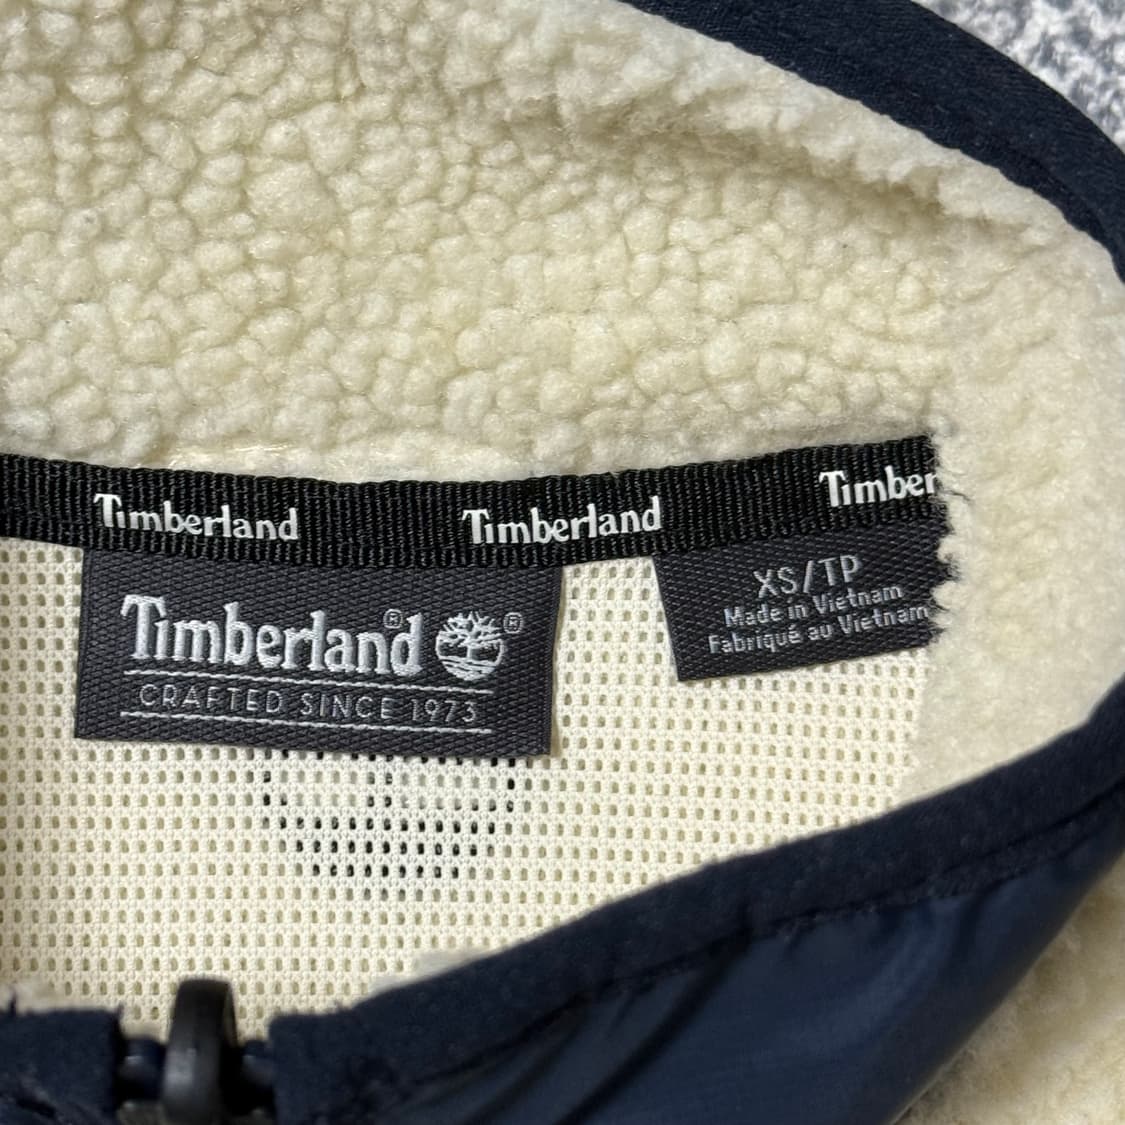 Timberland Timberland Timber
Timberland® ®
CRAFTED SINCE 1973
XS/TP
Made in Vietnam
Fabriqué au Vietnam